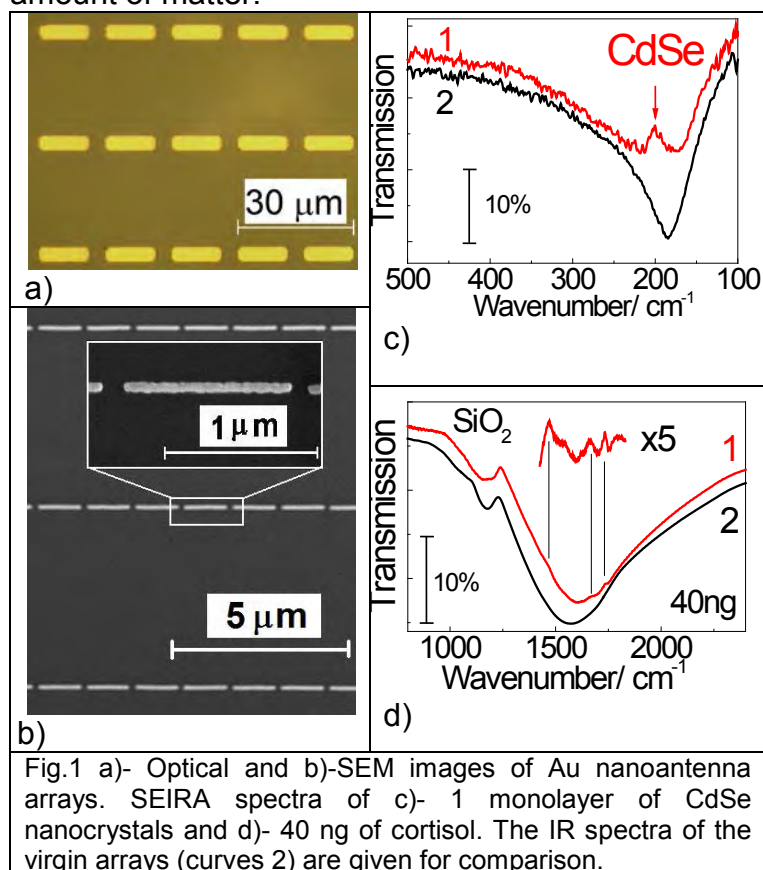 amount of matter.
30 μm
a)
1 μm
5 μm
b)
1
2
CdSe
Transmission
10%
500 400 300 200 100
Wavenumber/ cm⁻¹
c)
SiO₂
x5
1
2
Transmission
10%
40ng
1000 1500 2000
Wavenumber/ cm⁻¹
d)
Fig.1 a)- Optical and b)-SEM images of Au nanoantenna
arrays. SEIRA spectra of c)- 1 monolayer of CdSe
nanocrystals and d)- 40 ng of cortisol. The IR spectra of the
virgin arrays (curves 2) are given for comparison.